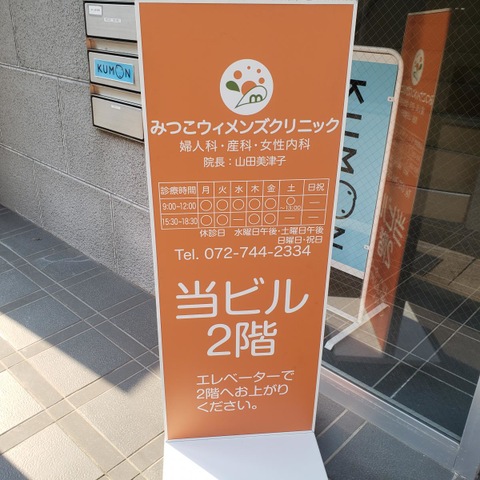 KUMON
みつこウィメンズクリニック
婦人科・産科・女性内科
院長：山田美津子
診療時間 月 火 水 木 金 土 日祝
9:00-12:00 ○ ○ ○ ○ ○ ○ ―
~13:00
15:30-18:30 ○ ○ ― ○ ○ ― ―
休診日 水曜日午後・土曜日午後
日曜日・祝日
Tel. 072-744-2334
当ビル
2階
エレベーターで
2階へお上がり
ください。
KUMON